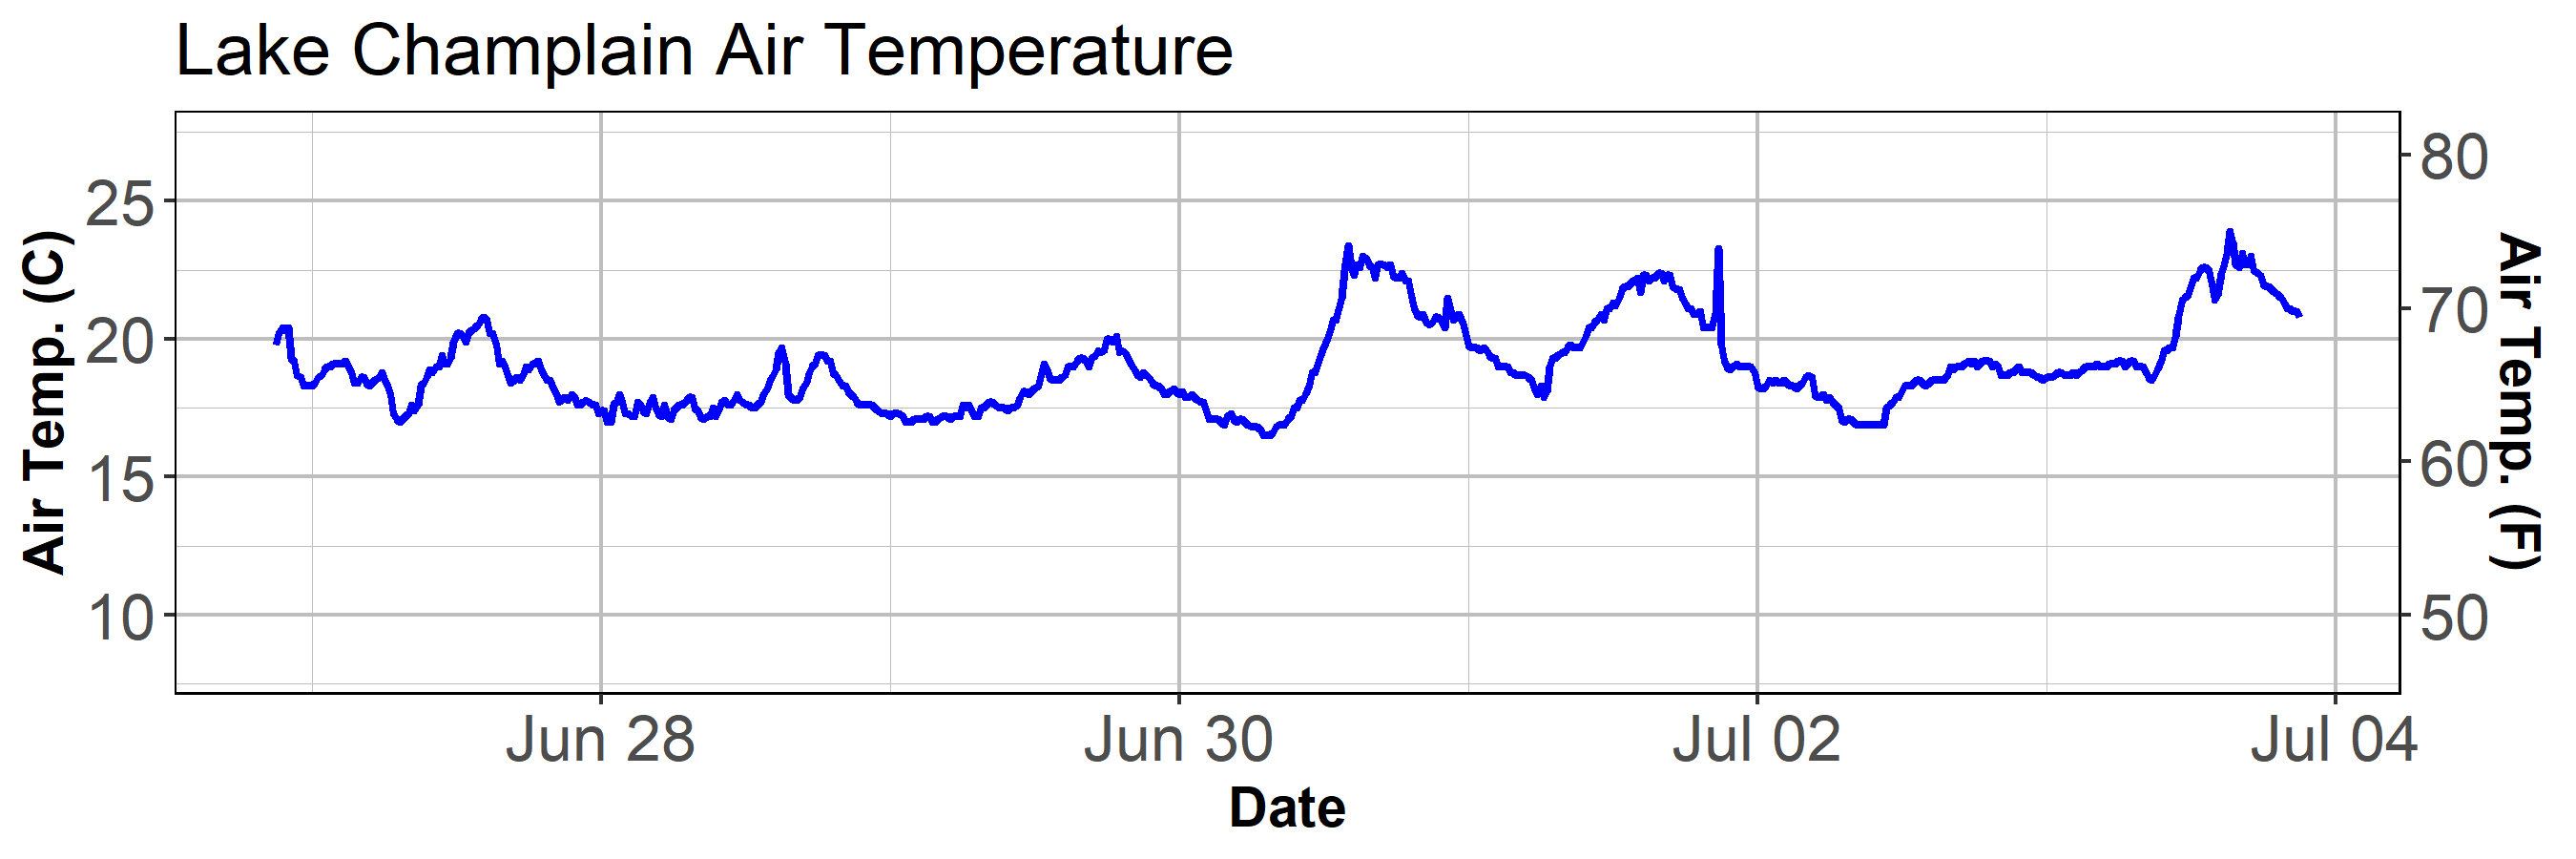 Lake Champlain Air Temperature
Air Temp. (C)
25
20
15
10
80
70
60
50
Air Temp. (F)
Jun 28
Jun 30
Jul 02
Jul 04
Date